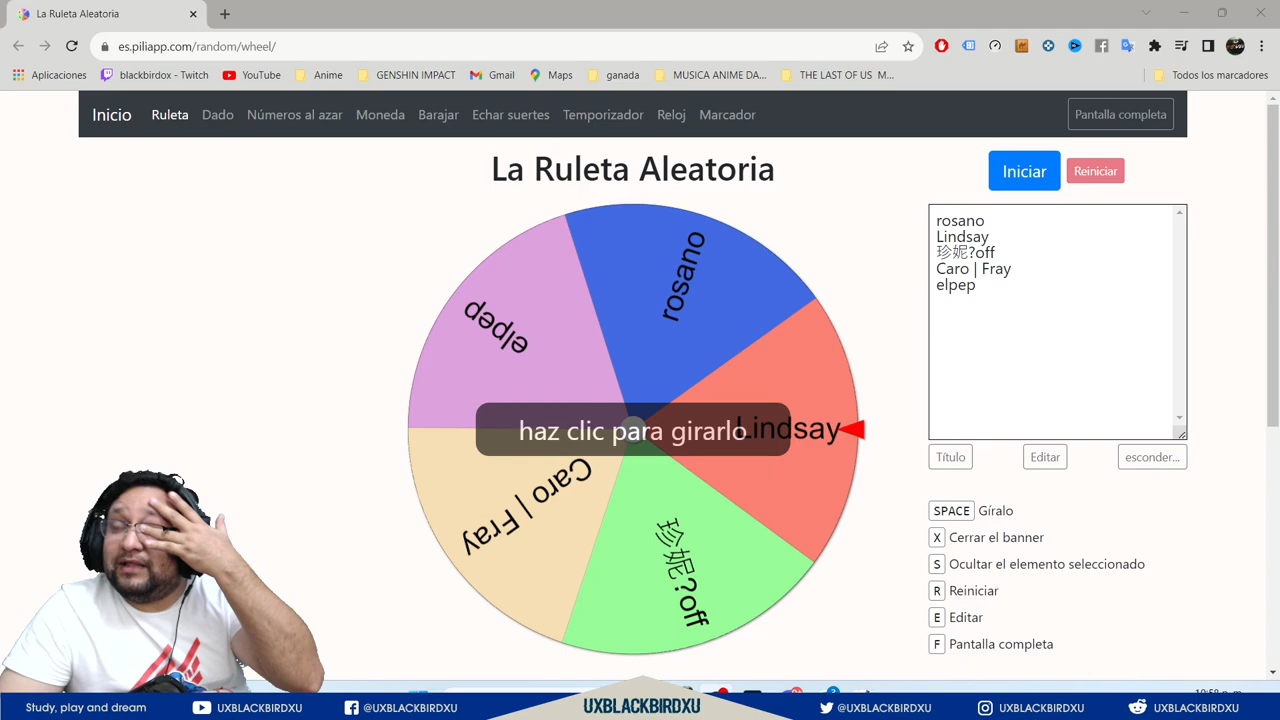 La Ruleta Aleatoria
es.piliapp.com/random/wheel/
Aplicaciones
blackbirdox - Twitch
YouTube
Anime
GENSHIN IMPACT
Gmail
Maps
ganada
MUSICA ANIME DA...
THE LAST OF US M...
Todos los marcadores
Inicio
Ruleta
Dado
Números al azar
Moneda
Barajar
Echar suertes
Temporizador
Reloj
Marcador
Pantalla completa
La Ruleta Aleatoria
Iniciar
Reiniciar
rosano
Lindsay
珍妮?off
Caro | Fray
elpep
haz clic para girarlo
rosano
Lindsay
珍妮?off
Caro | Fray
elpep
Título
Editar
esconder...
SPACE Gíralo
X Cerrar el banner
S Ocultar el elemento seleccionado
R Reiniciar
E Editar
F Pantalla completa
Study, play and dream
UXBLACKBIRDXU
@UXBLACKBIRDXU
UXBLACKBIRDXU
@UXBLACKBIRDXU
UXBLACKBIRDXU
UXBLACKBIRDXU